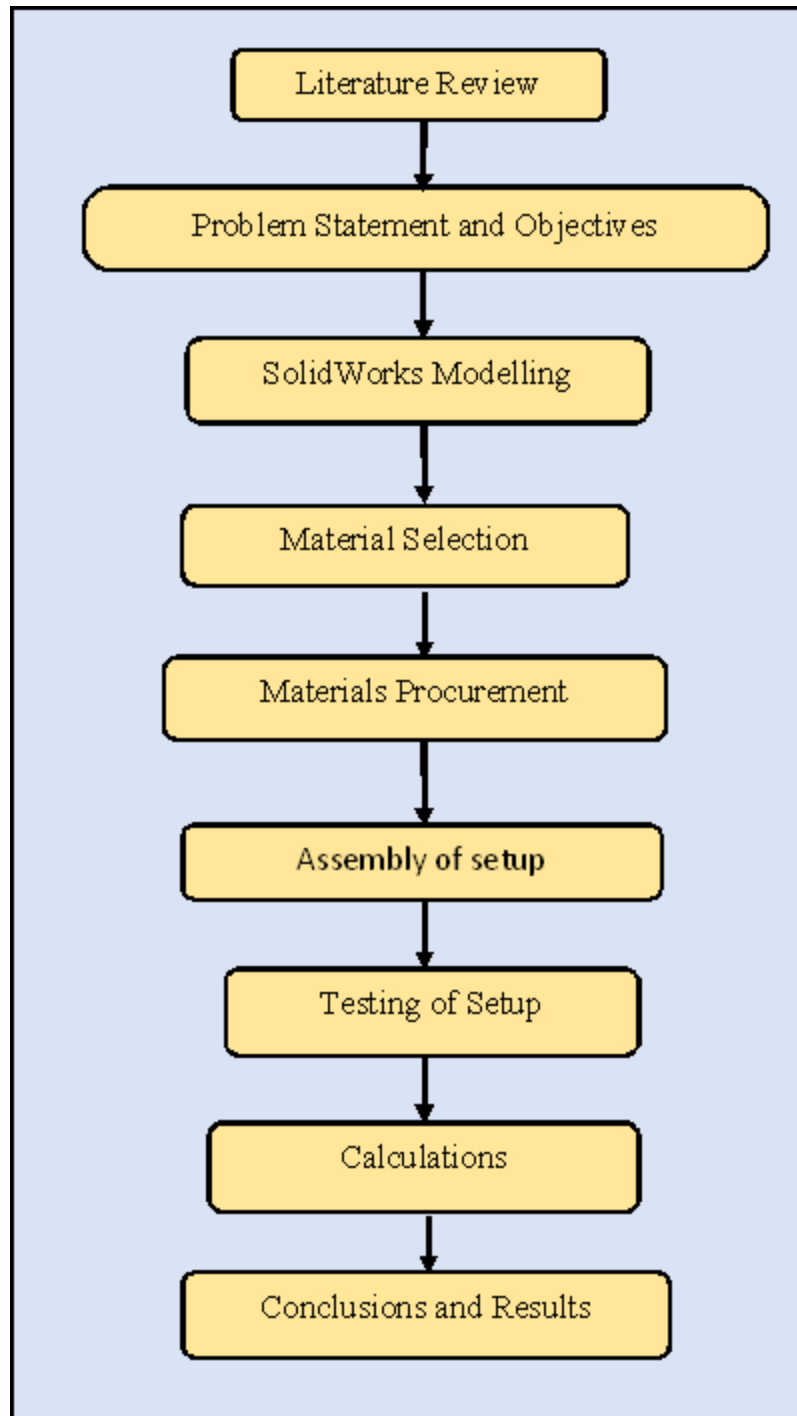 Literature Review
Problem Statement and Objectives
SolidWorks Modelling
Material Selection
Materials Procurement
Assembly of setup
Testing of Setup
Calculations
Conclusions and Results